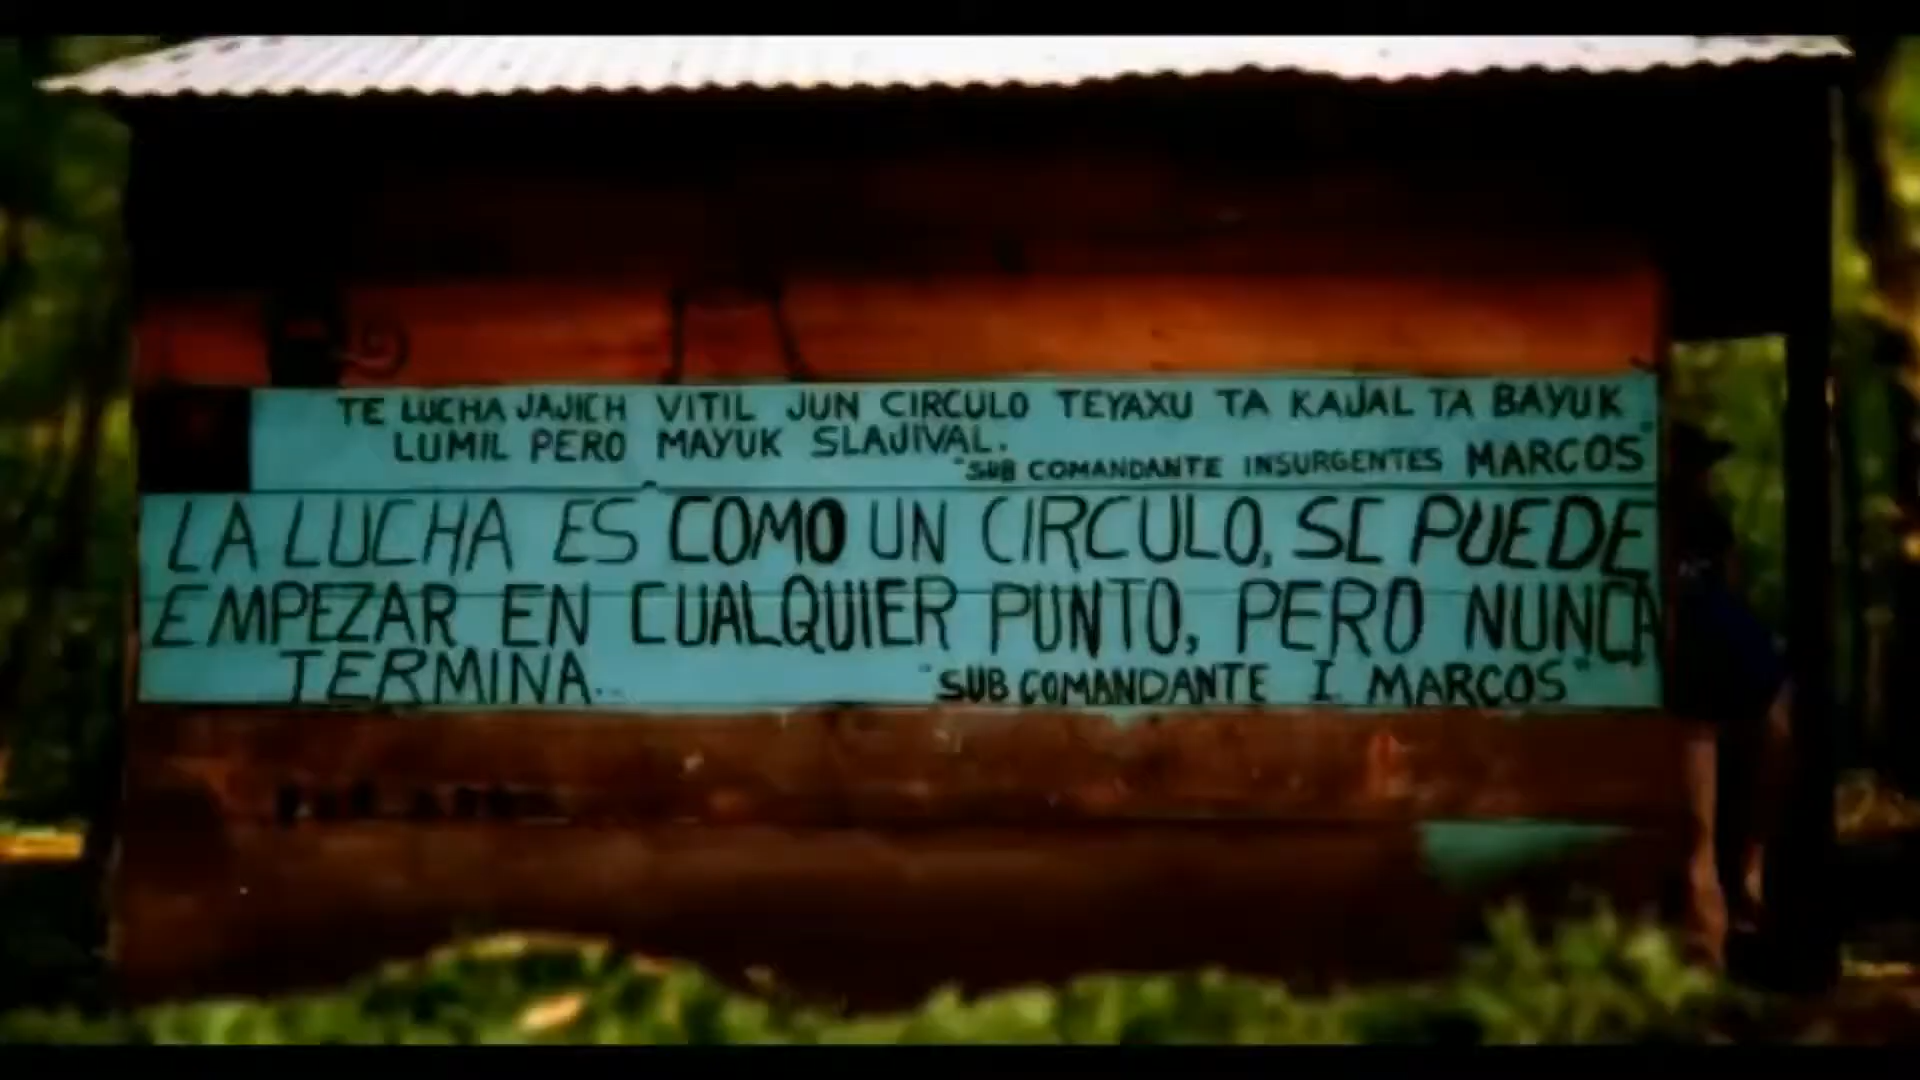 TE LUCHA JAJICH VITIL JUN CIRCULO TEYAXU TA KAJAL TA BAYUK
LUMIL PERO MAYUK SLAJIVAL.
"SUB COMANDANTE INSURGENTES MARCOS"
LA LUCHA ES COMO UN CIRCULO, SE PUEDE
EMPEZAR EN CUALQUIER PUNTO, PERO NUNCA
TERMINA.
"SUB COMANDANTE I. MARCOS"